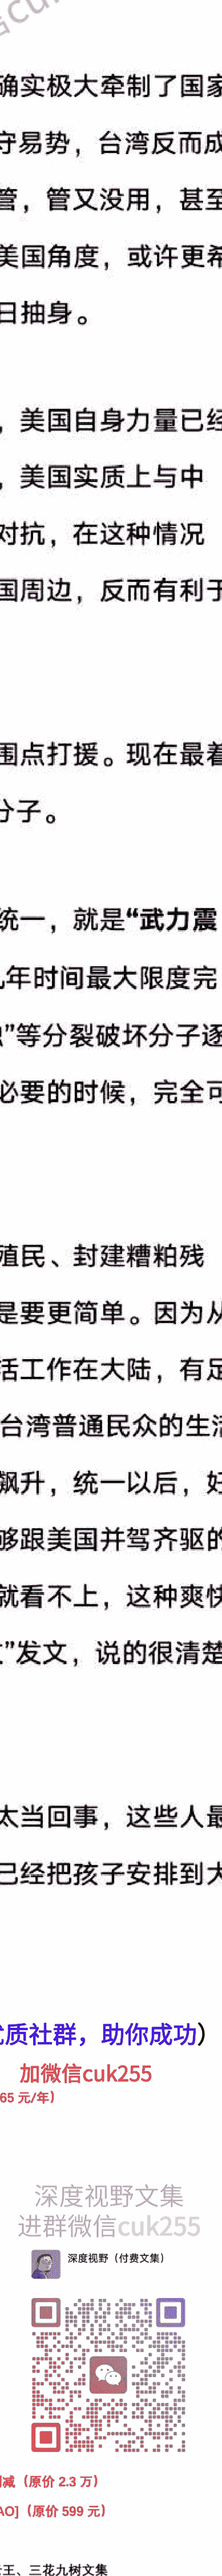 确实极大牵制了国家
守易势，台湾反而成
管，管又没用，甚至
美国角度，或许更希
日抽身。
，美国自身力量已经
，美国实质上与中
对抗，在这种情况
国周边，反而有利于
围点打援。现在最着
分子。
统一，就是“武力震
年时间最大限度完
”等分裂破坏分子逐
必要的时候，完全可
殖民、封建糟粕残
是要更简单。因为从
活工作在大陆，有足
台湾普通民众的生活
飙升，统一以后，好
够跟美国并驾齐驱的
就看不上，这种爽快
”发文，说的很清楚
太当回事，这些人最
已经把孩子安排到大
优质社群，助你成功）
加微信cuk255
65 元/年）
深度视野文集
进群微信cuk255
深度视野（付费文集）
减（原价 2.3 万）
AO]（原价 599 元）
王、三花九树文集